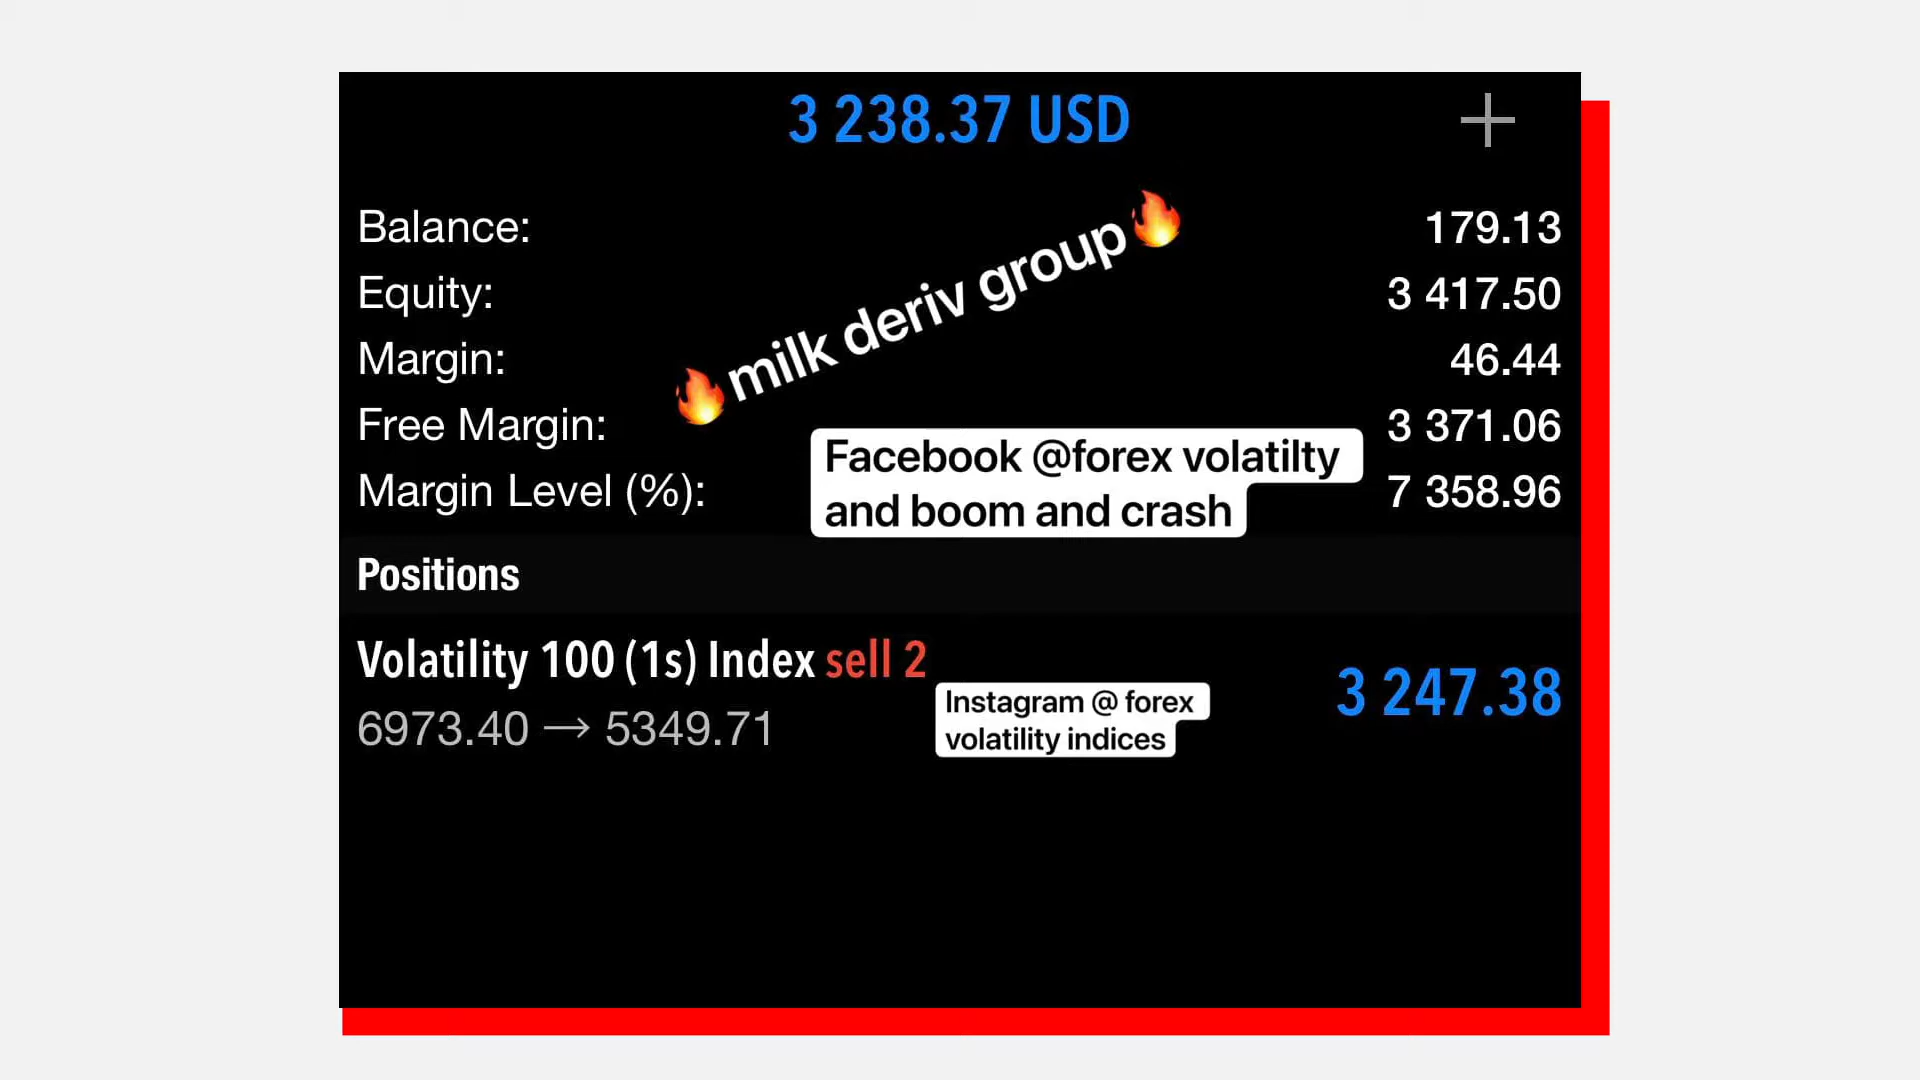 3 238.37 USD
Balance: 179.13
Equity: 3 417.50
Margin: 46.44
Free Margin: 3 371.06
Margin Level (%): 7 358.96
🔥milk deriv group🔥
Facebook @forex volatilty
and boom and crash
Positions
Volatility 100 (1s) Index sell 2
6973.40 → 5349.71
3 247.38
Instagram @ forex
volatility indices